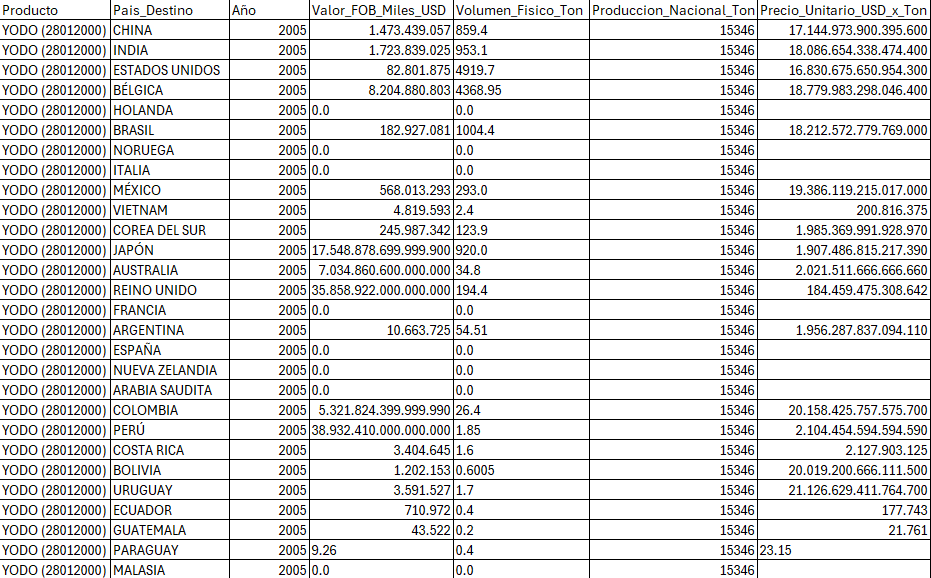 Producto Pais_Destino Año Valor_FOB_Miles_USD Volumen_Fisico_Ton Produccion_Nacional_Ton Precio_Unitario_USD_x_Ton
YODO (28012000) CHINA 2005 1.473.439.057 859.4 15346 17.144.973.900.395.600
YODO (28012000) INDIA 2005 1.723.839.025 953.1 15346 18.086.654.338.474.400
YODO (28012000) ESTADOS UNIDOS 2005 82.801.875 4919.7 15346 16.830.675.650.954.300
YODO (28012000) BÉLGICA 2005 8.204.880.803 4368.95 15346 18.779.983.298.046.400
YODO (28012000) HOLANDA 2005 0.0 0.0 15346
YODO (28012000) BRASIL 2005 182.927.081 1004.4 15346 18.212.572.779.769.000
YODO (28012000) NORUEGA 2005 0.0 0.0 15346
YODO (28012000) ITALIA 2005 0.0 0.0 15346
YODO (28012000) MÉXICO 2005 568.013.293 293.0 15346 19.386.119.215.017.000
YODO (28012000) VIETNAM 2005 4.819.593 2.4 15346 200.816.375
YODO (28012000) COREA DEL SUR 2005 245.987.342 123.9 15346 1.985.369.991.928.970
YODO (28012000) JAPÓN 2005 17.548.878.699.999.900 920.0 15346 1.907.486.815.217.390
YODO (28012000) AUSTRALIA 2005 7.034.860.600.000.000 34.8 15346 2.021.511.666.666.660
YODO (28012000) REINO UNIDO 2005 35.858.922.000.000.000 194.4 15346 184.459.475.308.642
YODO (28012000) FRANCIA 2005 0.0 0.0 15346
YODO (28012000) ARGENTINA 2005 10.663.725 54.51 15346 1.956.287.837.094.110
YODO (28012000) ESPAÑA 2005 0.0 0.0 15346
YODO (28012000) NUEVA ZELANDIA 2005 0.0 0.0 15346
YODO (28012000) ARABIA SAUDITA 2005 0.0 0.0 15346
YODO (28012000) COLOMBIA 2005 5.321.824.399.999.990 26.4 15346 20.158.425.757.575.700
YODO (28012000) PERÚ 2005 38.932.410.000.000.000 1.85 15346 2.104.454.594.594.590
YODO (28012000) COSTA RICA 2005 3.404.645 1.6 15346 2.127.903.125
YODO (28012000) BOLIVIA 2005 1.202.153 0.6005 15346 20.019.200.666.111.500
YODO (28012000) URUGUAY 2005 3.591.527 1.7 15346 21.126.629.411.764.700
YODO (28012000) ECUADOR 2005 710.972 0.4 15346 177.743
YODO (28012000) GUATEMALA 2005 43.522 0.2 15346 21.761
YODO (28012000) PARAGUAY 2005 9.26 0.4 15346 23.15
YODO (28012000) MALASIA 2005 0.0 0.0 15346